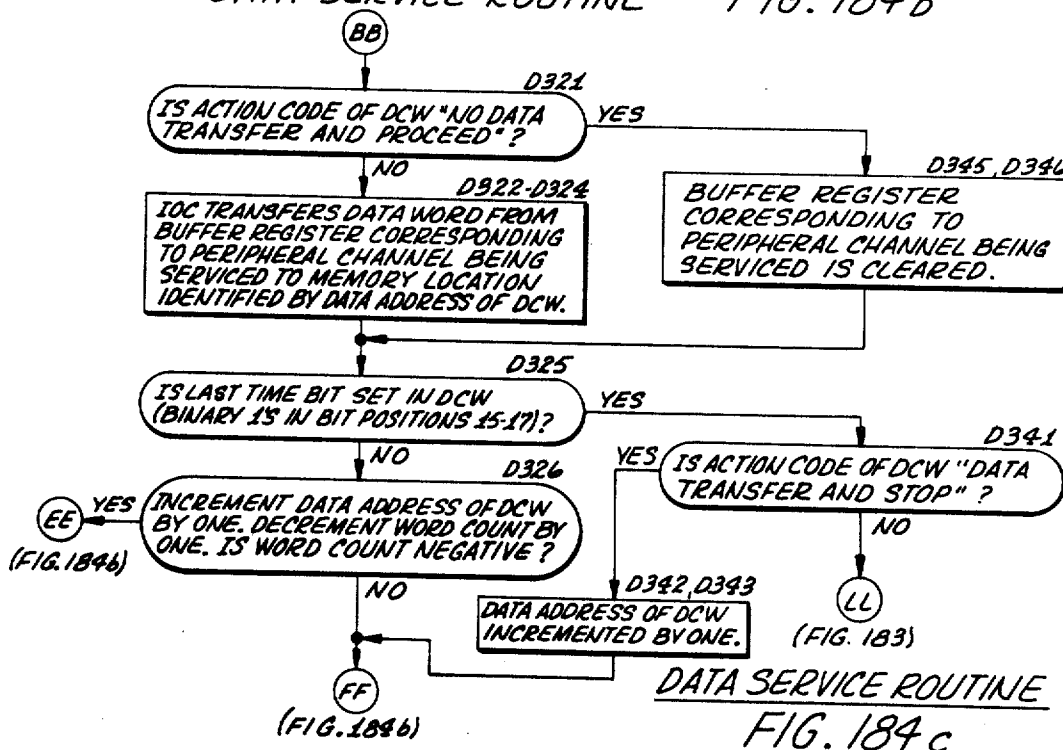 DATA SERVICE ROUTINE FIG. 184b
BB
D321
IS ACTION CODE OF DCW "NO DATA
TRANSFER AND PROCEED"?
YES
NO
D322-D324
IOC TRANSFERS DATA WORD FROM
BUFFER REGISTER CORRESPONDING
TO PERIPHERAL CHANNEL BEING
SERVICED TO MEMORY LOCATION
IDENTIFIED BY DATA ADDRESS OF DCW.
D345, D346
BUFFER REGISTER
CORRESPONDING TO
PERIPHERAL CHANNEL BEING
SERVICED IS CLEARED.
D325
IS LAST TIME BIT SET IN DCW
(BINARY 1'S IN BIT POSITIONS 15-17)?
YES
NO
D341
IS ACTION CODE OF DCW "DATA
TRANSFER AND STOP"?
YES
NO
D326
INCREMENT DATA ADDRESS OF DCW
BY ONE. DECREMENT WORD COUNT BY
ONE. IS WORD COUNT NEGATIVE?
YES
EE
(FIG.184b)
NO
D342, D343
DATA ADDRESS OF DCW
INCREMENTED BY ONE.
LL
(FIG. 183)
FF
(FIG.184b)
DATA SERVICE ROUTINE
FIG. 184c